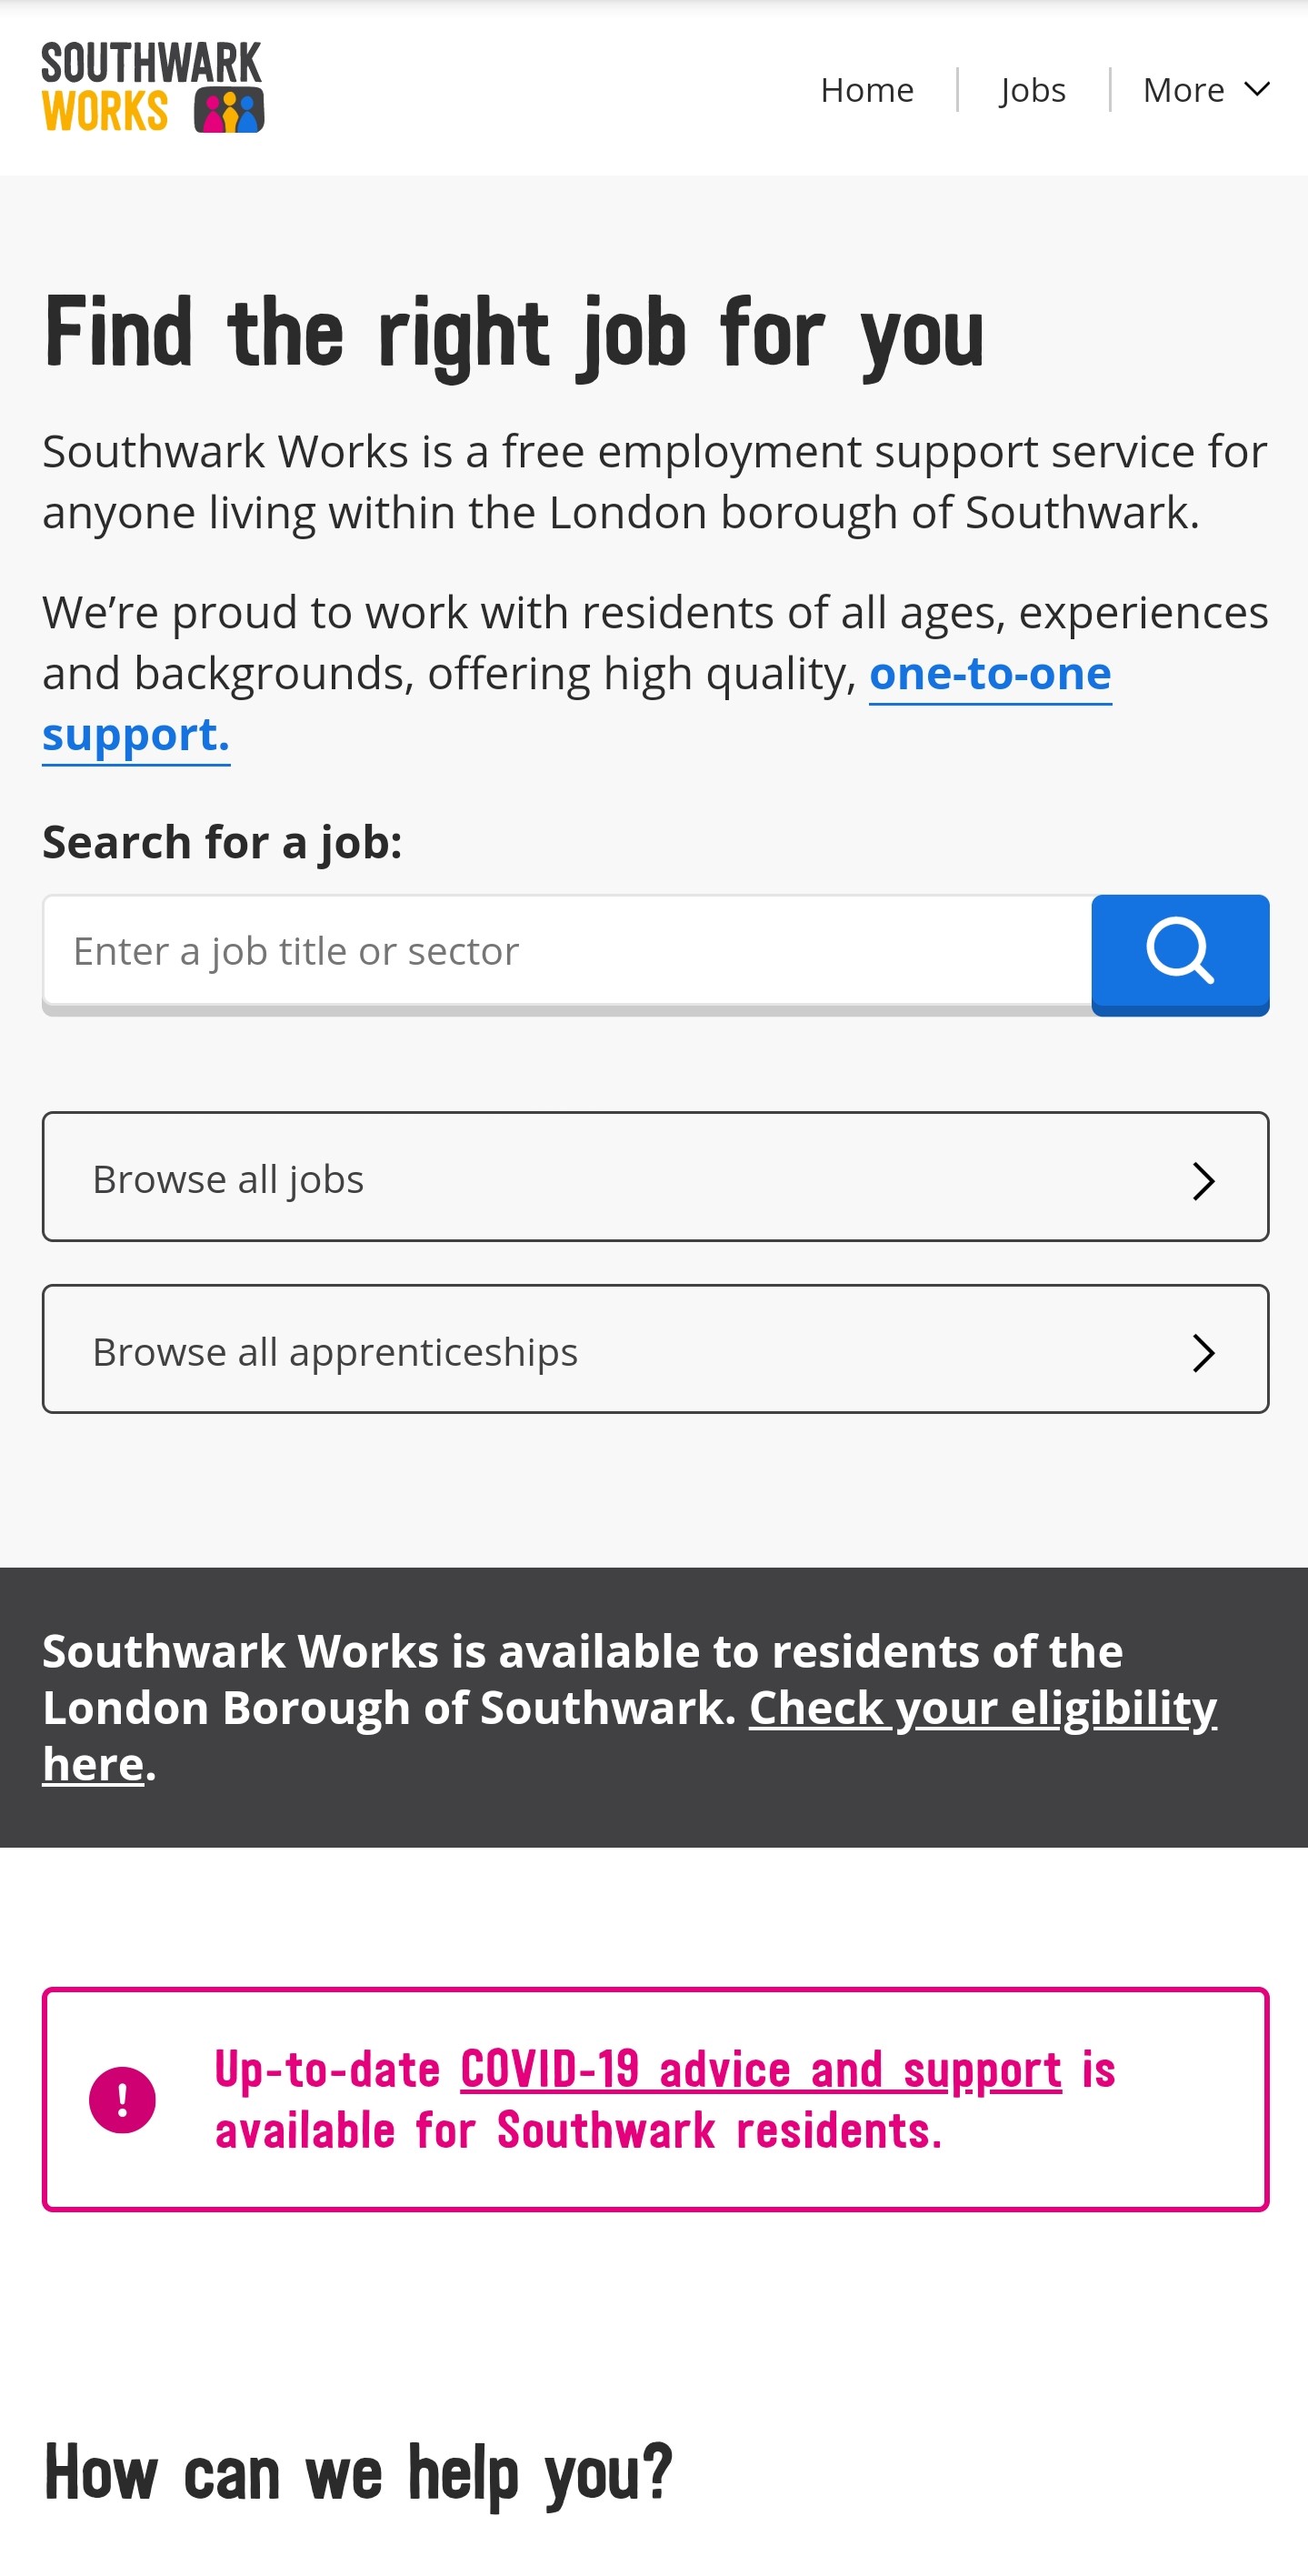 SOUTHWARK
WORKS
Home
Jobs
More
Find the right job for you
Southwark Works is a free employment support service for
anyone living within the London borough of Southwark.
We’re proud to work with residents of all ages, experiences
and backgrounds, offering high quality, one-to-one
support.
Search for a job:
Enter a job title or sector
Browse all jobs
Browse all apprenticeships
Southwark Works is available to residents of the
London Borough of Southwark. Check your eligibility
here.
Up-to-date COVID-19 advice and support is
available for Southwark residents.
How can we help you?